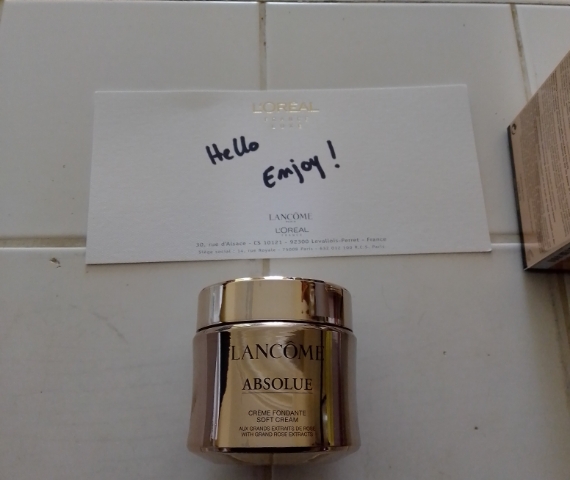 L'ORÉAL
Hello
Enjoy!
LANCÔME
L'ORÉAL
LANCÔME
ABSOLUE
CRÈME FONDANTE
SOFT CREAM
AUX GRANDS EXTRAITS DE ROSE
WITH GRAND ROSE EXTRACTS